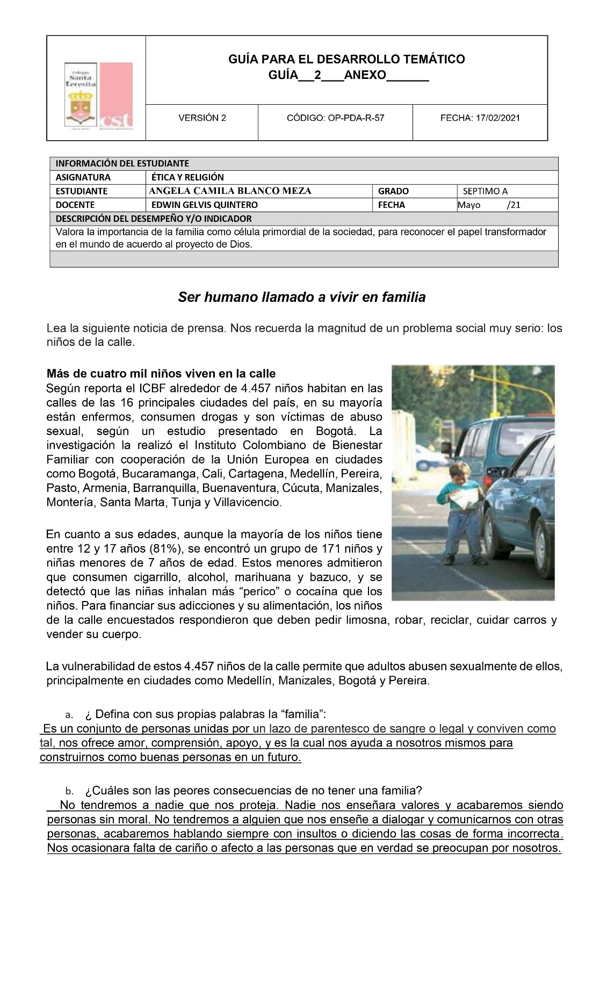 Colegio
Santa
Teresita
cst
GUÍA PARA EL DESARROLLO TEMÁTICO
GUÍA__2___ANEXO______
VERSIÓN 2
CÓDIGO: OP-PDA-R-57
FECHA: 17/02/2021
INFORMACIÓN DEL ESTUDIANTE
ASIGNATURA ÉTICA Y RELIGIÓN
ESTUDIANTE ANGELA CAMILA BLANCO MEZA GRADO SEPTIMO A
DOCENTE EDWIN GELVIS QUINTERO FECHA Mayo /21
DESCRIPCIÓN DEL DESEMPEÑO Y/O INDICADOR
Valora la importancia de la familia como célula primordial de la sociedad, para reconocer el papel transformador
en el mundo de acuerdo al proyecto de Dios.
Ser humano llamado a vivir en familia
Lea la siguiente noticia de prensa. Nos recuerda la magnitud de un problema social muy serio: los
niños de la calle.
Más de cuatro mil niños viven en la calle
Según reporta el ICBF alrededor de 4.457 niños habitan en las
calles de las 16 principales ciudades del país, en su mayoría
están enfermos, consumen drogas y son víctimas de abuso
sexual, según un estudio presentado en Bogotá. La
investigación la realizó el Instituto Colombiano de Bienestar
Familiar con cooperación de la Unión Europea en ciudades
como Bogotá, Bucaramanga, Cali, Cartagena, Medellín, Pereira,
Pasto, Armenia, Barranquilla, Buenaventura, Cúcuta, Manizales,
Montería, Santa Marta, Tunja y Villavicencio.
En cuanto a sus edades, aunque la mayoría de los niños tiene
entre 12 y 17 años (81%), se encontró un grupo de 171 niños y
niñas menores de 7 años de edad. Estos menores admitieron
que consumen cigarrillo, alcohol, marihuana y bazuco, y se
detectó que las niñas inhalan más “perico” o cocaína que los
niños. Para financiar sus adicciones y su alimentación, los niños
de la calle encuestados respondieron que deben pedir limosna, robar, reciclar, cuidar carros y
vender su cuerpo.
La vulnerabilidad de estos 4.457 niños de la calle permite que adultos abusen sexualmente de ellos,
principalmente en ciudades como Medellín, Manizales, Bogotá y Pereira.
a. ¿ Defina con sus propias palabras la “familia”:
Es un conjunto de personas unidas por un lazo de parentesco de sangre o legal y conviven como
tal, nos ofrece amor, comprensión, apoyo, y es la cual nos ayuda a nosotros mismos para
construirnos como buenas personas en un futuro.
b. ¿Cuáles son las peores consecuencias de no tener una familia?
__No tendremos a nadie que nos proteja. Nadie nos enseñara valores y acabaremos siendo
personas sin moral. No tendremos a alguien que nos enseñe a dialogar y comunicarnos con otras
personas, acabaremos hablando siempre con insultos o diciendo las cosas de forma incorrecta.
Nos ocasionara falta de cariño o afecto a las personas que en verdad se preocupan por nosotros.